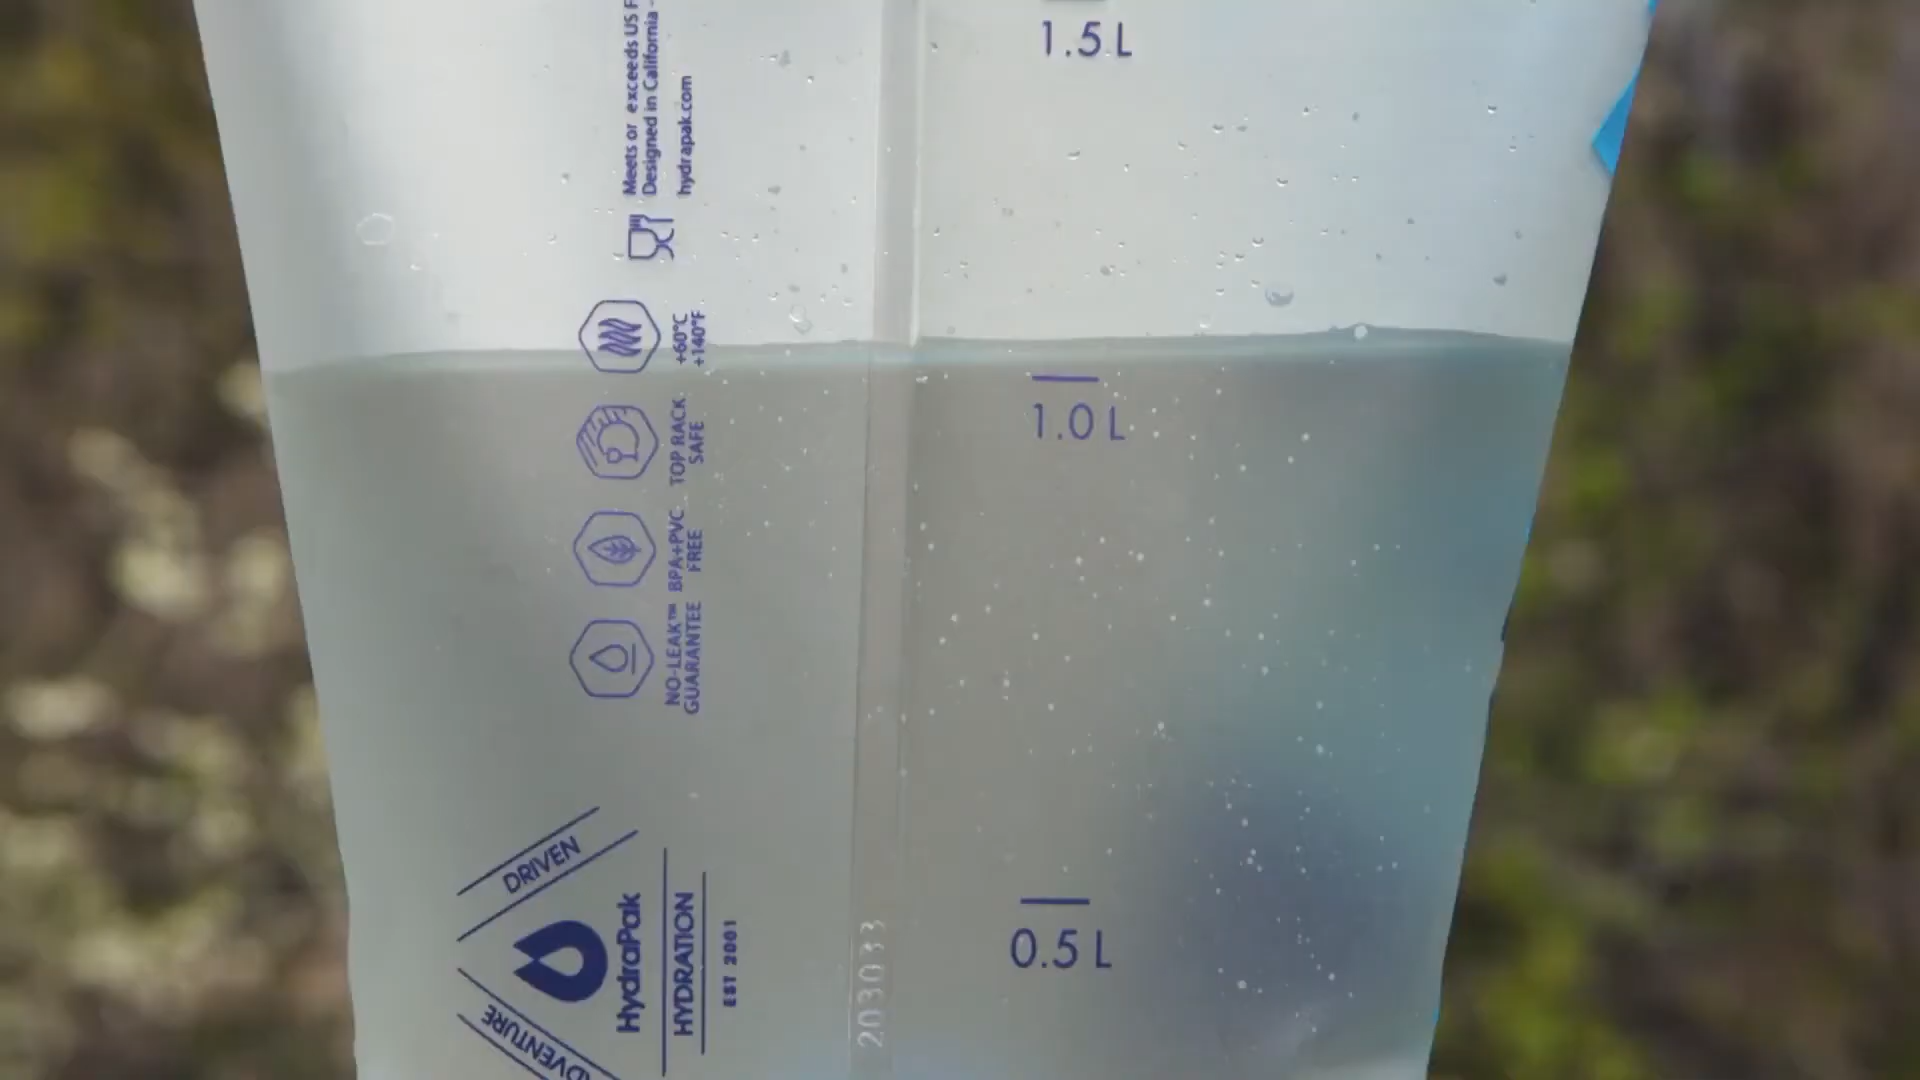 1.5 L
Meets or exceeds US F
Designed in California -
hydrapak.com
+60°C
+140°F
1.0 L
TOP RACK
SAFE
BPA+PVC
FREE
NO-LEAK™
GUARANTEE
DRIVEN
HydraPak
HYDRATION
EST 2001
ADVENTURE
0.5 L
203033